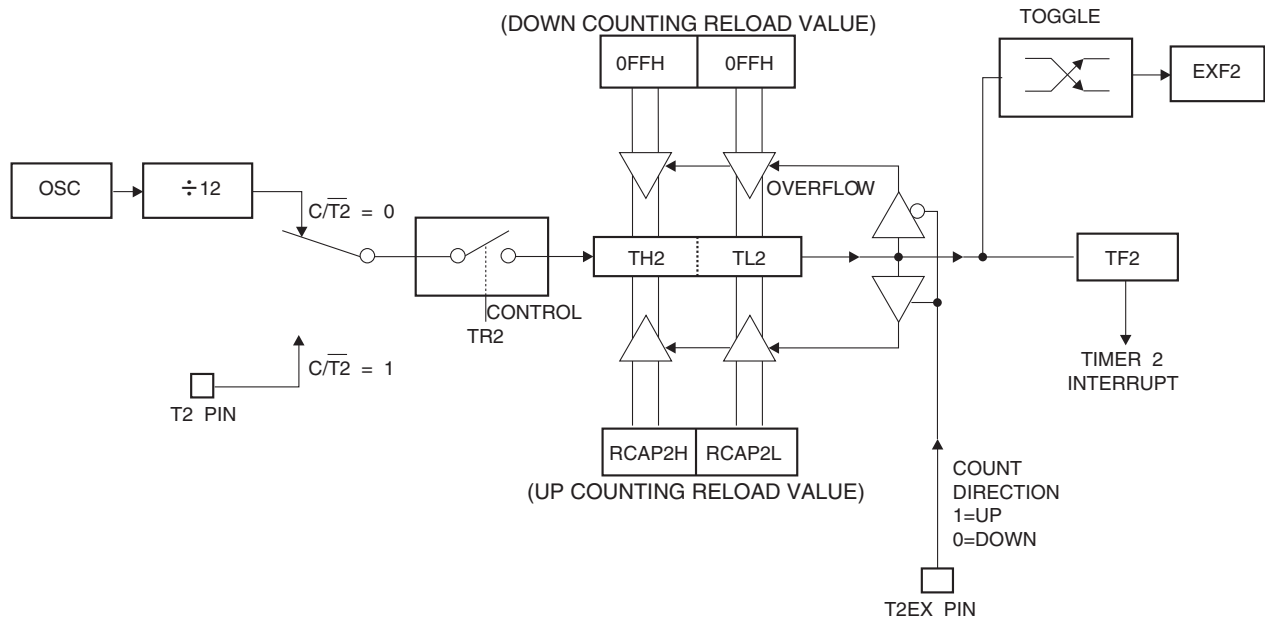 (DOWN COUNTING RELOAD VALUE)
TOGGLE
0FFH 0FFH
EXF2
OSC
÷12
C/T2̅ = 0
OVERFLOW
TH2 TL2
TF2
CONTROL
TR2
C/T2̅ = 1
T2 PIN
TIMER 2
INTERRUPT
RCAP2H RCAP2L
(UP COUNTING RELOAD VALUE)
COUNT
DIRECTION
1=UP
0=DOWN
T2EX PIN